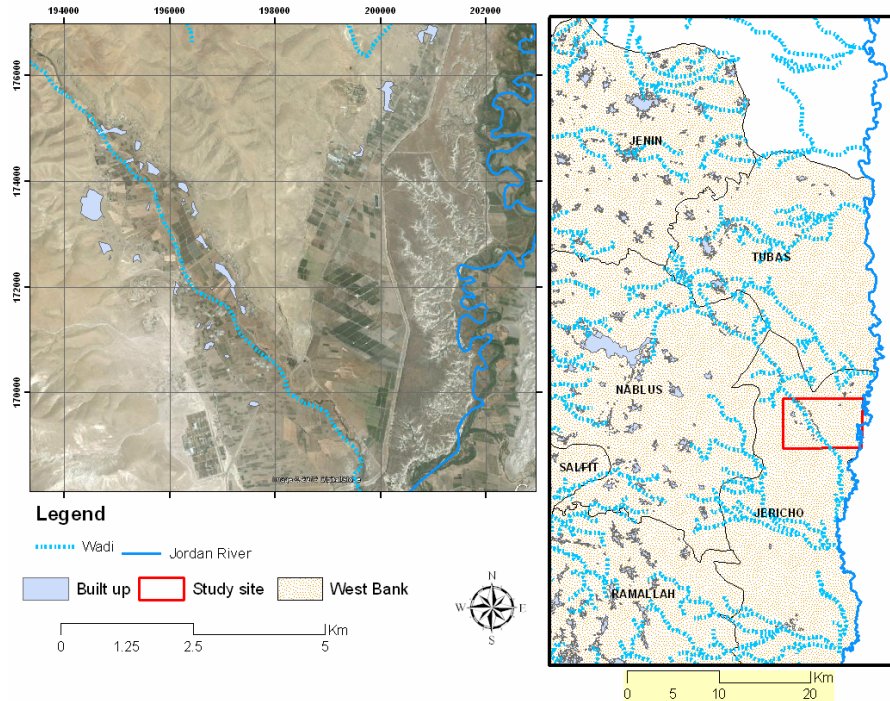 194000 196000 198000 200000 202000
176000
174000
172000
170000
JENIN
TUBAS
NABLUS
SALFIT
JERICHO
RAMALLAH
Legend
Wadi
Jordan River
Built up
Study site
West Bank
Km
0 1.25 2.5 5
N
W E
S
Km
0 5 10 20